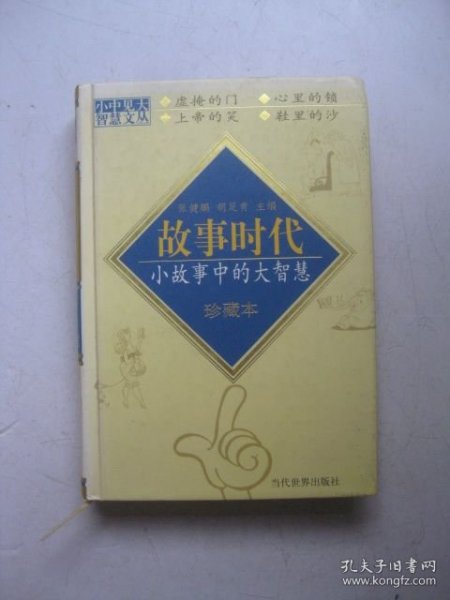 小中见大
智慧文丛
虚掩的门
心里的锁
上帝的笑
鞋里的沙
张健鹏 胡足青 主编
故事时代
小故事中的大智慧
珍藏本
当代世界出版社
孔夫子旧书网
www.kongfz.com